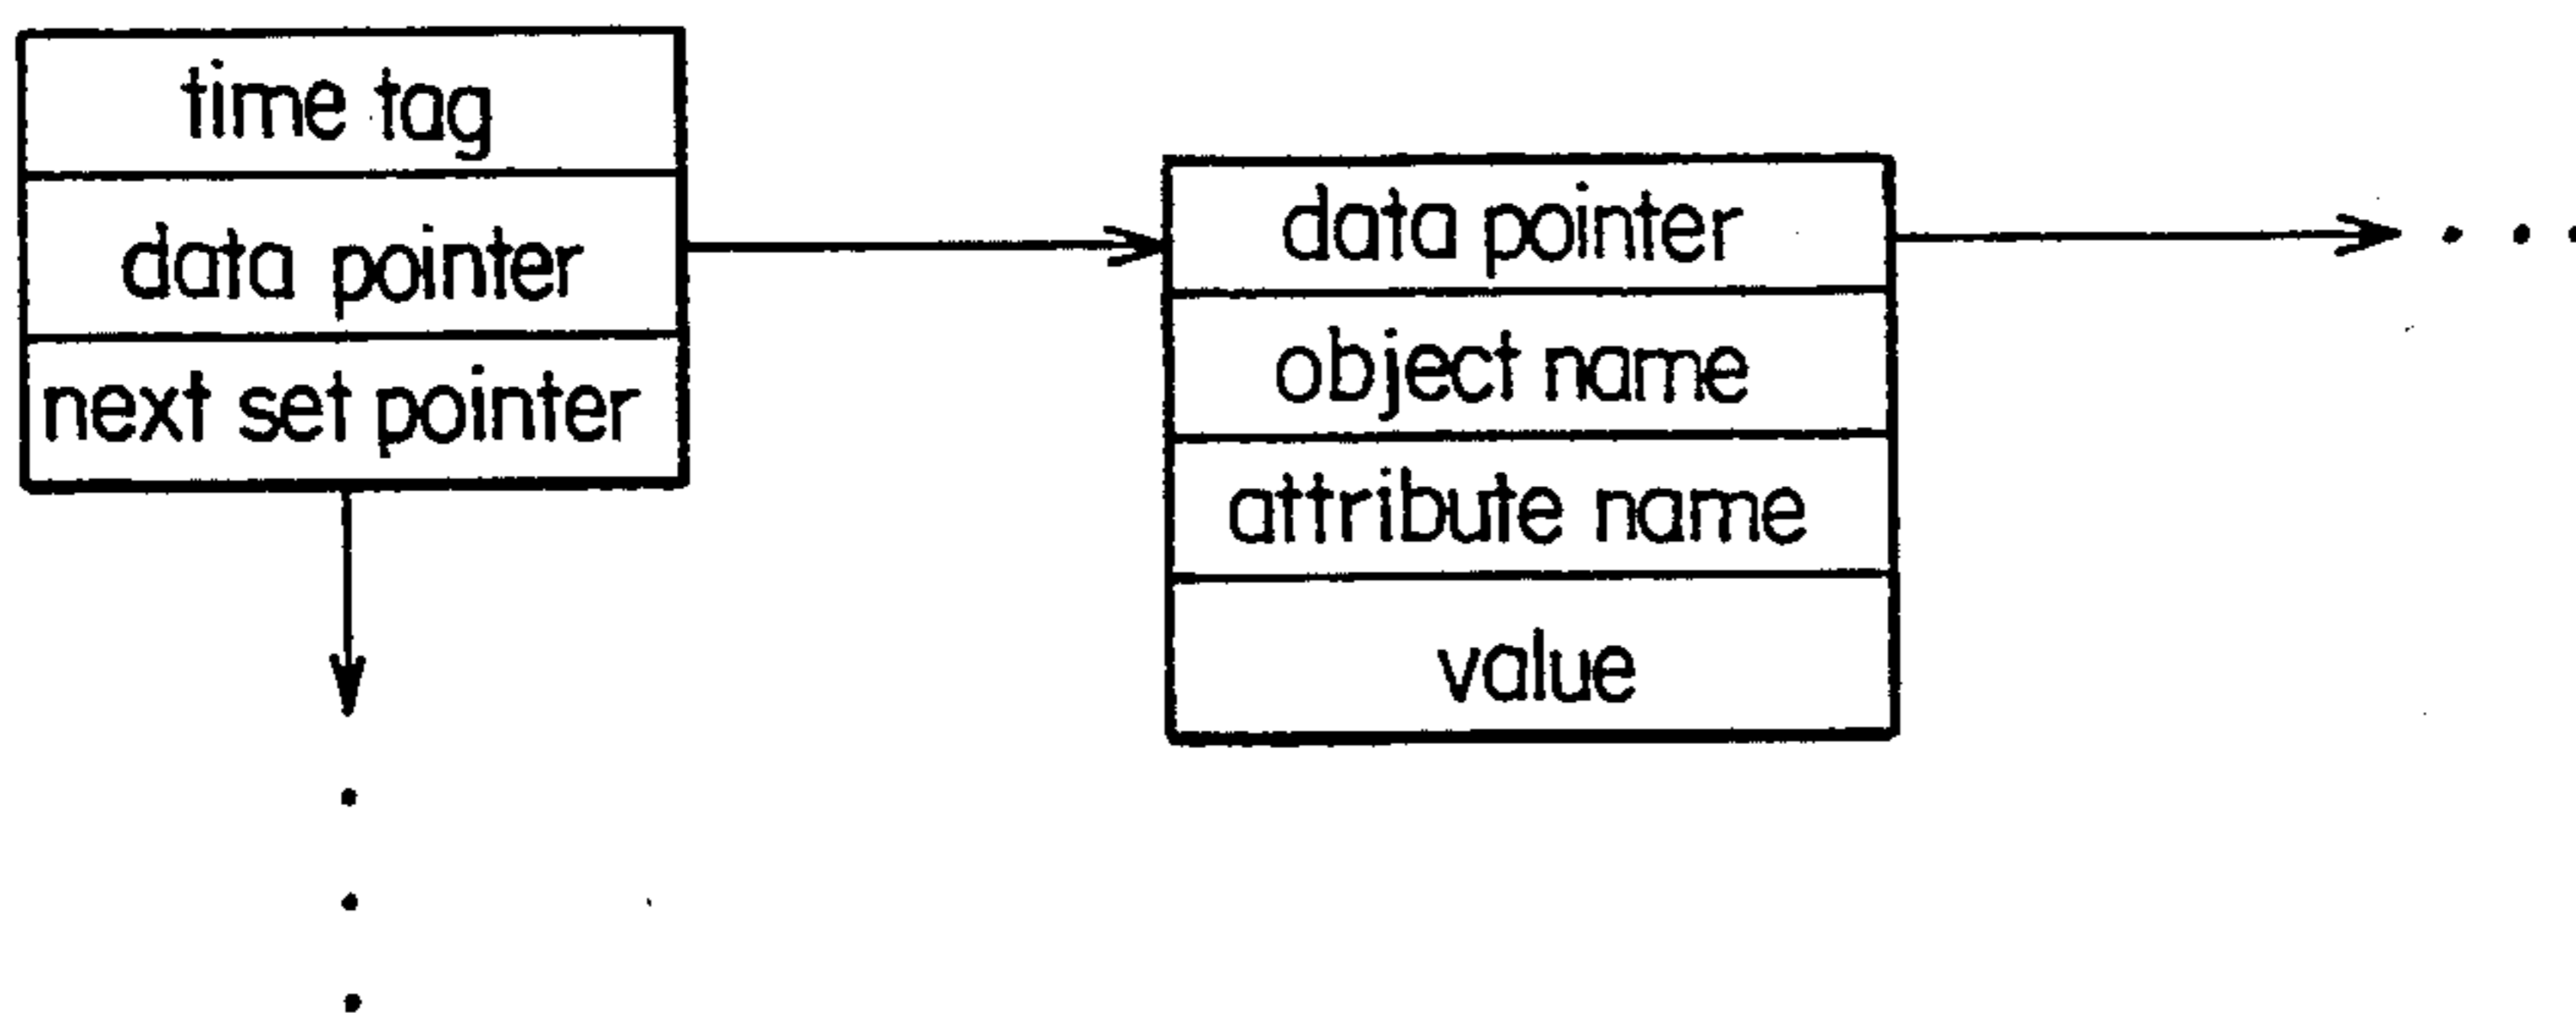 time tag
data pointer
next set pointer
data pointer
object name
attribute name
value